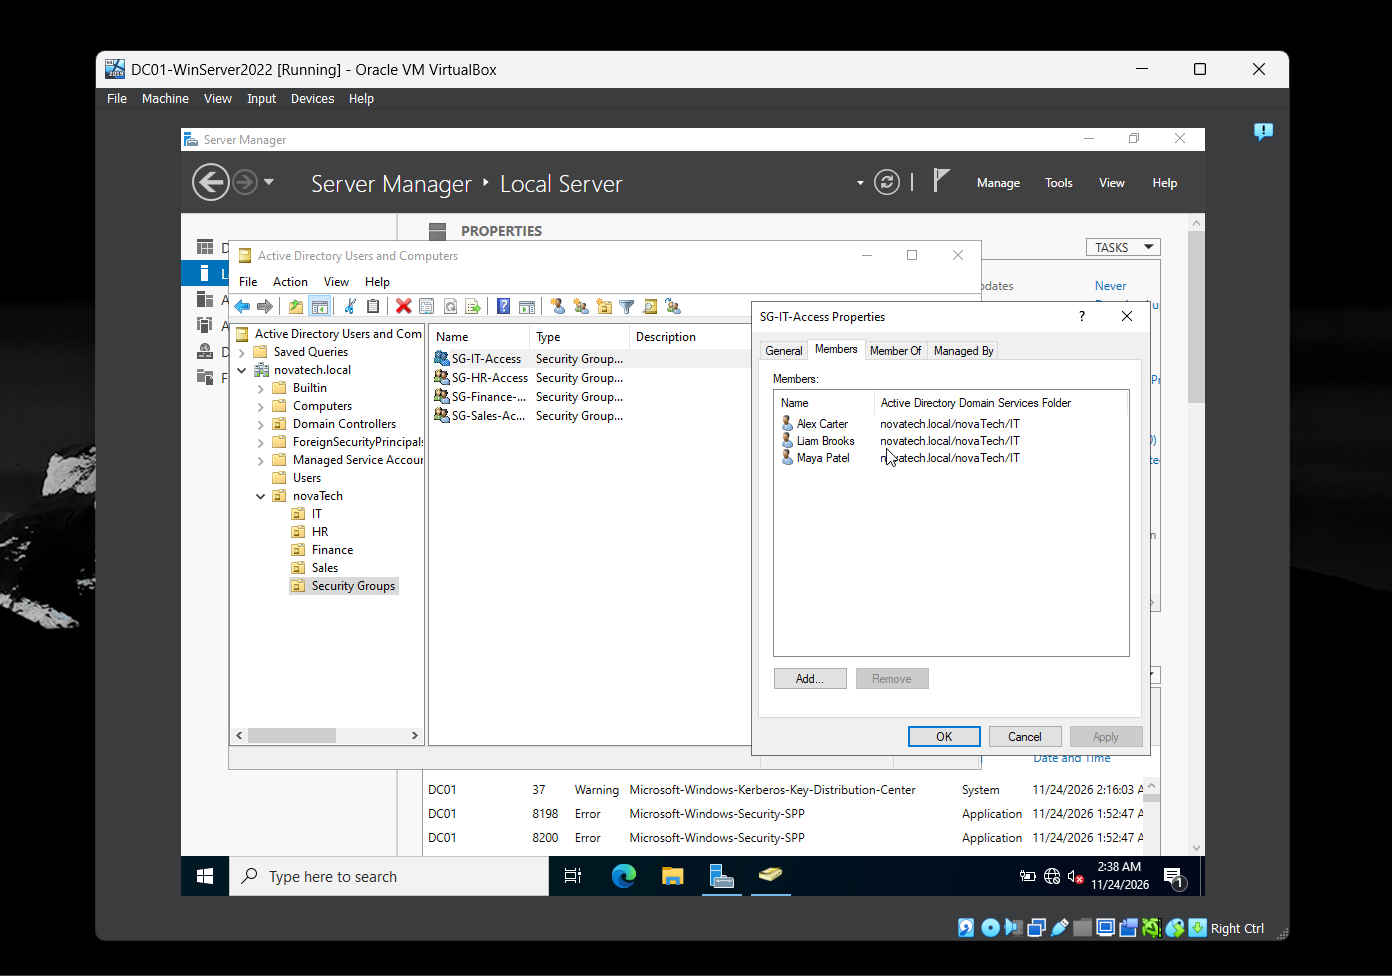 DC01-WinServer2022 [Running] - Oracle VM VirtualBox
File Machine View Input Devices Help
Server Manager
Server Manager • Local Server
Manage Tools View Help
PROPERTIES
TASKS
Active Directory Users and Computers
File Action View Help
Never
SG-IT-Access Properties
?
General Members Member Of Managed By
Active Directory Users and Com
Saved Queries
novatech.local
Builtin
Computers
Domain Controllers
ForeignSecurityPrincipals
Managed Service Accour
Users
novaTech
IT
HR
Finance
Sales
Security Groups
Name Type Description
SG-IT-Access Security Group...
SG-HR-Access Security Group...
SG-Finance-... Security Group...
SG-Sales-Ac... Security Group...
Members:
Name Active Directory Domain Services Folder
Alex Carter novatech.local/novaTech/IT
Liam Brooks novatech.local/novaTech/IT
Maya Patel novatech.local/novaTech/IT
Add... Remove
OK Cancel Apply
Date and Time
DC01 37 Warning Microsoft-Windows-Kerberos-Key-Distribution-Center System 11/24/2026 2:16:03 A
DC01 8198 Error Microsoft-Windows-Security-SPP Application 11/24/2026 1:52:47 A
DC01 8200 Error Microsoft-Windows-Security-SPP Application 11/24/2026 1:52:47 A
Type here to search
2:38 AM
11/24/2026
1
Right Ctrl